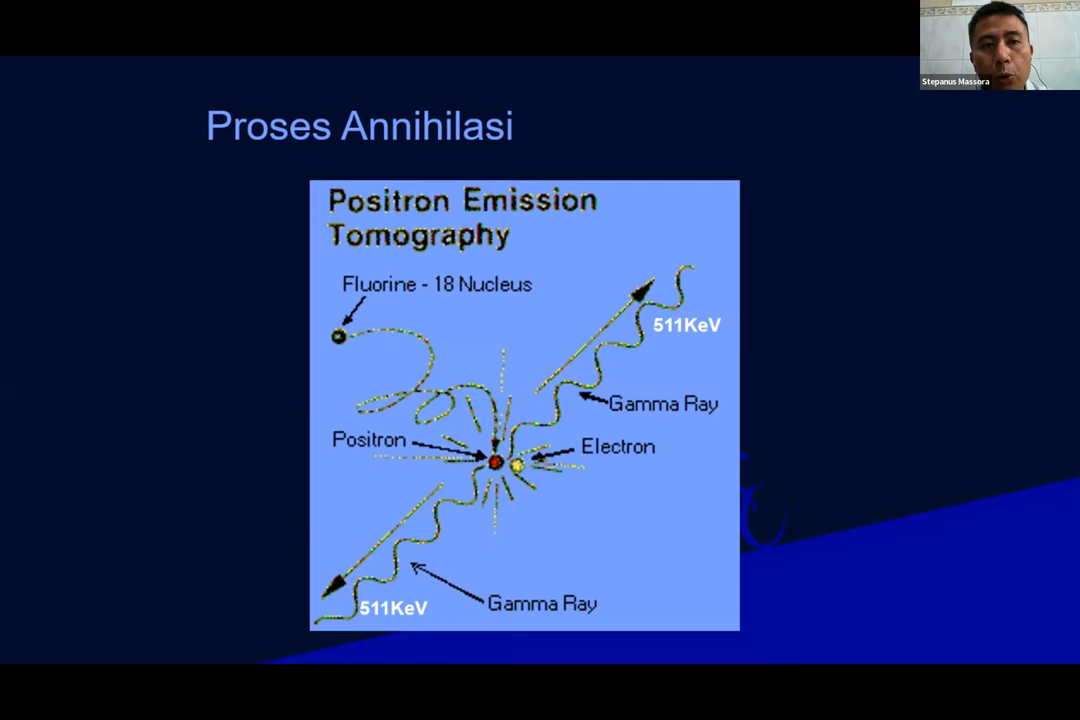 Stepanus Massora
Proses Annihilasi
Positron Emission
Tomography
Fluorine - 18 Nucleus
511KeV
Gamma Ray
Positron
Electron
511KeV
Gamma Ray